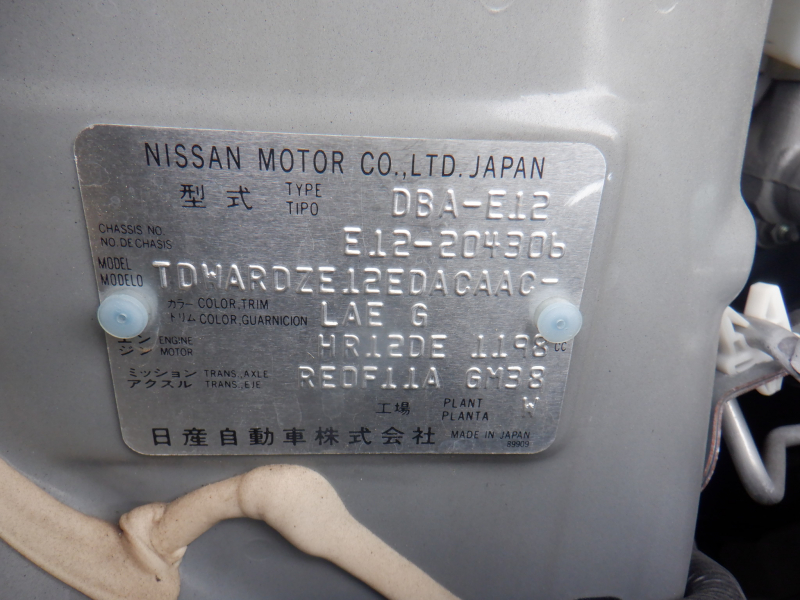 NISSAN MOTOR CO.,LTD. JAPAN
型式 TYPE TIPO DBA-E12
CHASSIS NO. NO. DE CHASIS E12-204306
MODEL MODELO TDWARDZE12EDACAAC-
カラー COLOR,TRIM トリム COLOR,GUARNICION LAE G
エンジン ENGINE MOTOR HR12DE 1198 CC
ミッション アクスル TRANS.,AXLE TRANS.,EJE RE0F11A GM38
工場 PLANT PLANTA W
日産自動車株式会社 MADE IN JAPAN
89909